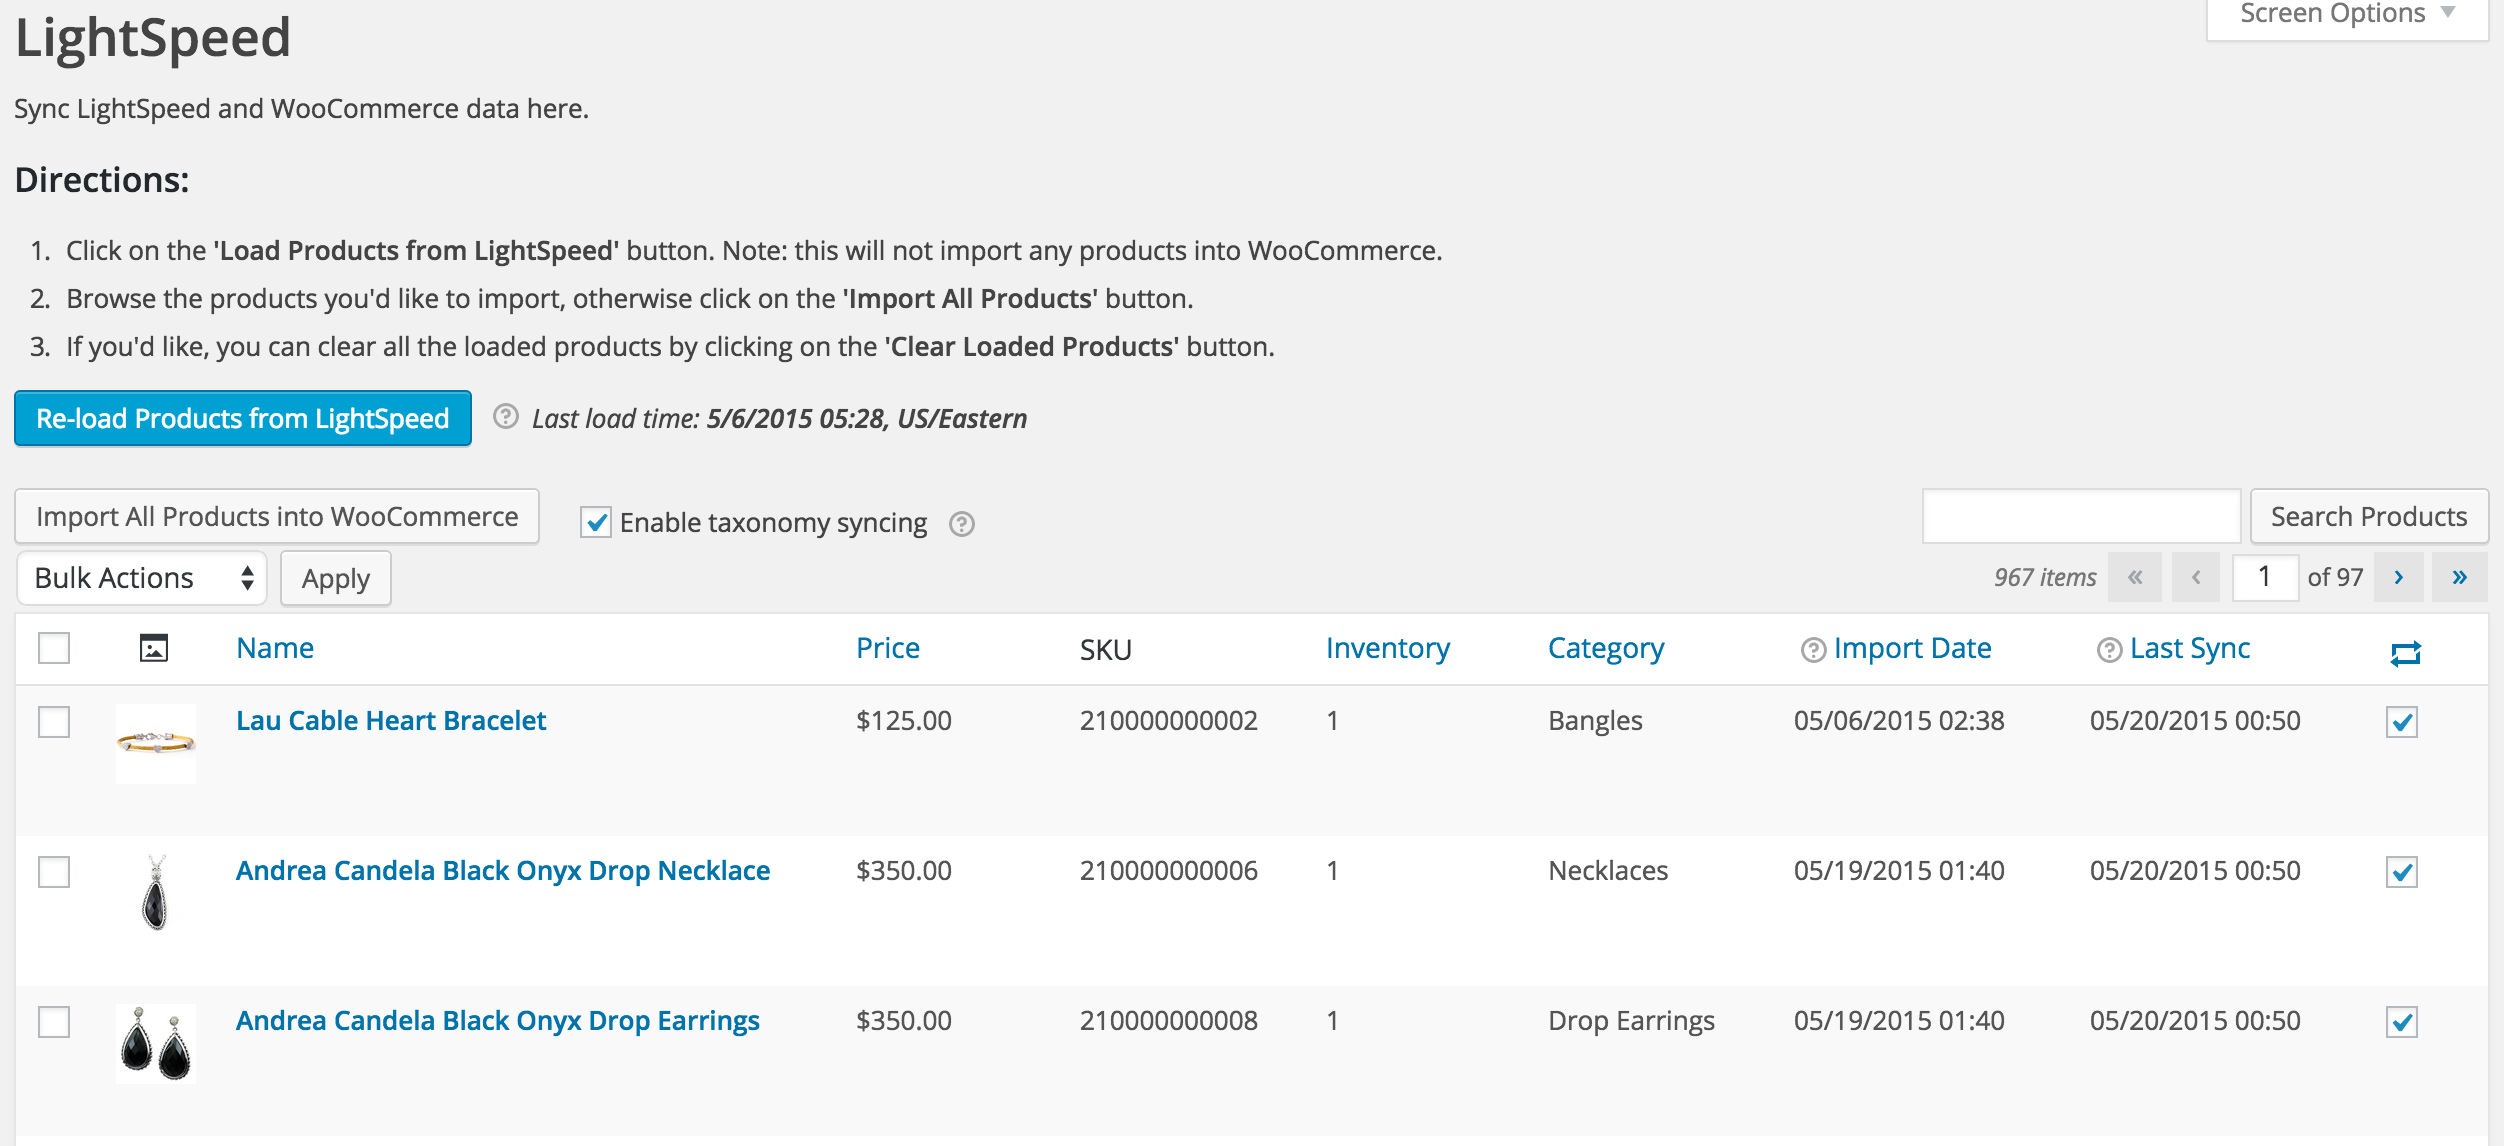 LightSpeed
Screen Options
Sync LightSpeed and WooCommerce data here.
Directions:
1. Click on the 'Load Products from LightSpeed' button. Note: this will not import any products into WooCommerce.
2. Browse the products you'd like to import, otherwise click on the 'Import All Products' button.
3. If you'd like, you can clear all the loaded products by clicking on the 'Clear Loaded Products' button.
Re-load Products from LightSpeed ? Last load time: 5/6/2015 05:28, US/Eastern
Import All Products into WooCommerce Enable taxonomy syncing ? Search Products
Bulk Actions Apply 967 items « ‹ 1 of 97 › »
Name Price SKU Inventory Category ? Import Date ? Last Sync
Lau Cable Heart Bracelet $125.00 210000000002 1 Bangles 05/06/2015 02:38 05/20/2015 00:50
Andrea Candela Black Onyx Drop Necklace $350.00 210000000006 1 Necklaces 05/19/2015 01:40 05/20/2015 00:50
Andrea Candela Black Onyx Drop Earrings $350.00 210000000008 1 Drop Earrings 05/19/2015 01:40 05/20/2015 00:50